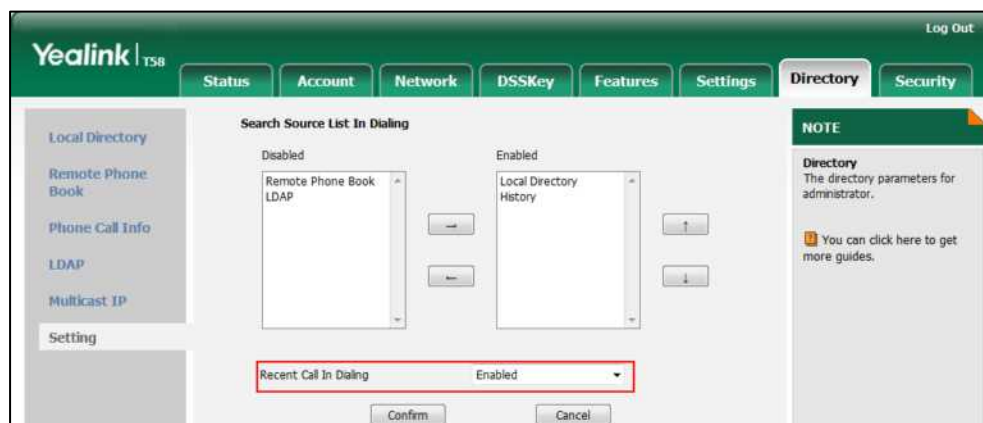 Log Out
Yealink | T58
Status Account Network DSSKey Features Settings Directory Security
Local Directory
Remote Phone
Book
Phone Call Info
LDAP
Multicast IP
Setting
Search Source List In Dialing
Disabled
Enabled
Remote Phone Book
LDAP
Local Directory
History
→
←
↑
↓
Recent Call In Dialing Enabled
Confirm Cancel
NOTE
Directory
The directory parameters for
administrator.
You can click here to get
more guides.